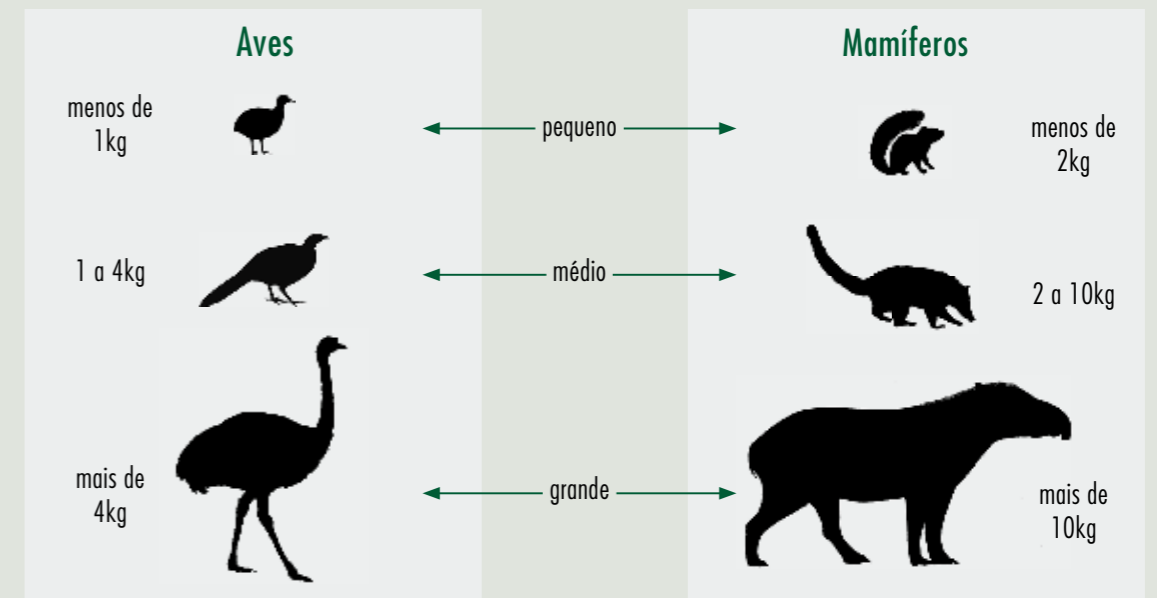 Aves
Mamíferos
menos de
1kg
pequeno
menos de
2kg
1 a 4kg
médio
2 a 10kg
mais de
4kg
grande
mais de
10kg